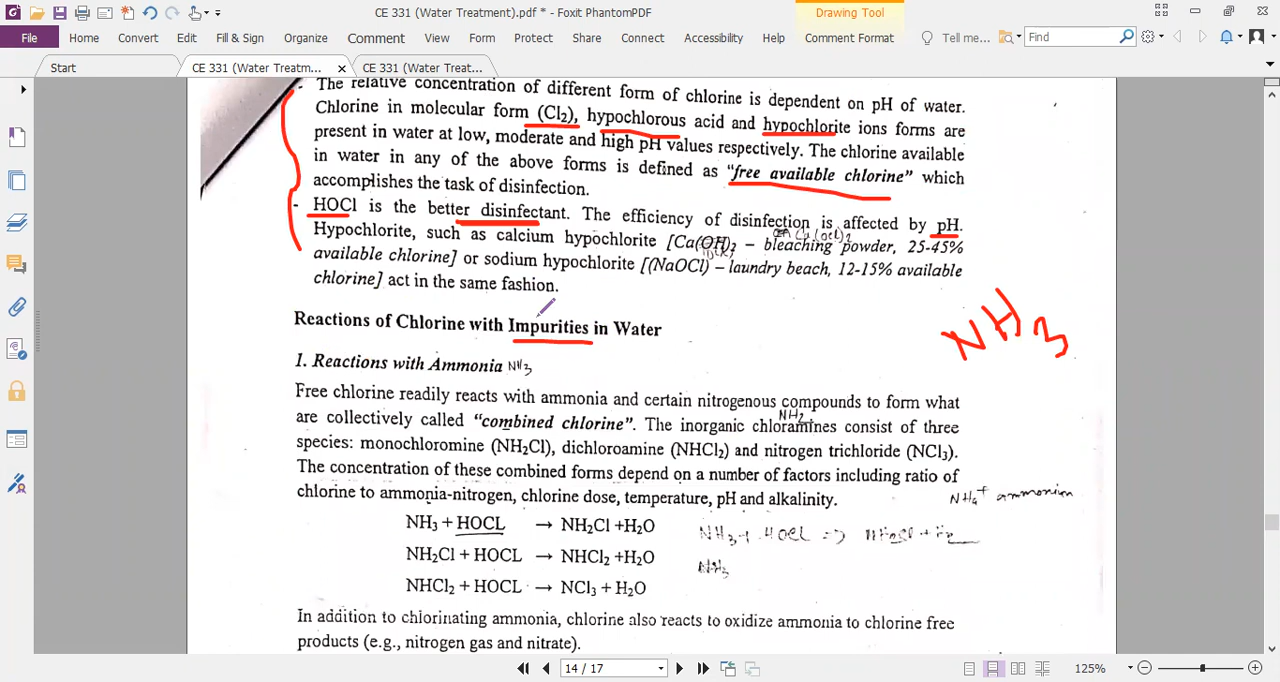 CE 331 (Water Treatment).pdf * - Foxit PhantomPDF
Drawing Tool
File Home Convert Edit Fill & Sign Organize Comment View Form Protect Share Connect Accessibility Help Comment Format Tell me... Find
Start CE 331 (Water Treatm... CE 331 (Water Treat...
- The relative concentration of different form of chlorine is dependent on pH of water.
Chlorine in molecular form (Cl2), hypochlorous acid and hypochlorite ions forms are
present in water at low, moderate and high pH values respectively. The chlorine available
in water in any of the above forms is defined as "free available chlorine" which
accomplishes the task of disinfection.
- HOCl is the better disinfectant. The efficiency of disinfection is affected by pH.
Ca(OCl)2
Hypochlorite, such as calcium hypochlorite [Ca(OH)2 – bleaching powder, 25-45%
available chlorine] or sodium hypochlorite [(NaOCl) – laundry beach, 12-15% available
chlorine] act in the same fashion.
NH3
Reactions of Chlorine with Impurities in Water
1. Reactions with Ammonia NH3
Free chlorine readily reacts with ammonia and certain nitrogenous compounds to form what
NH2
are collectively called "combined chlorine". The inorganic chloramines consist of three
species: monochloromine (NH2Cl), dichloroamine (NHCl2) and nitrogen trichloride (NCl3).
The concentration of these combined forms depend on a number of factors including ratio of
chlorine to ammonia-nitrogen, chlorine dose, temperature, pH and alkalinity.
NH4+ ammonium
NH3 + HOCL → NH2Cl +H2O
NH3 + HOCl ⇒
NH2Cl + HOCL → NHCl2 +H2O
NH3
NHCl2 + HOCL → NCl3 + H2O
In addition to chlorinating ammonia, chlorine also reacts to oxidize ammonia to chlorine free
products (e.g., nitrogen gas and nitrate).
14 / 17
125%